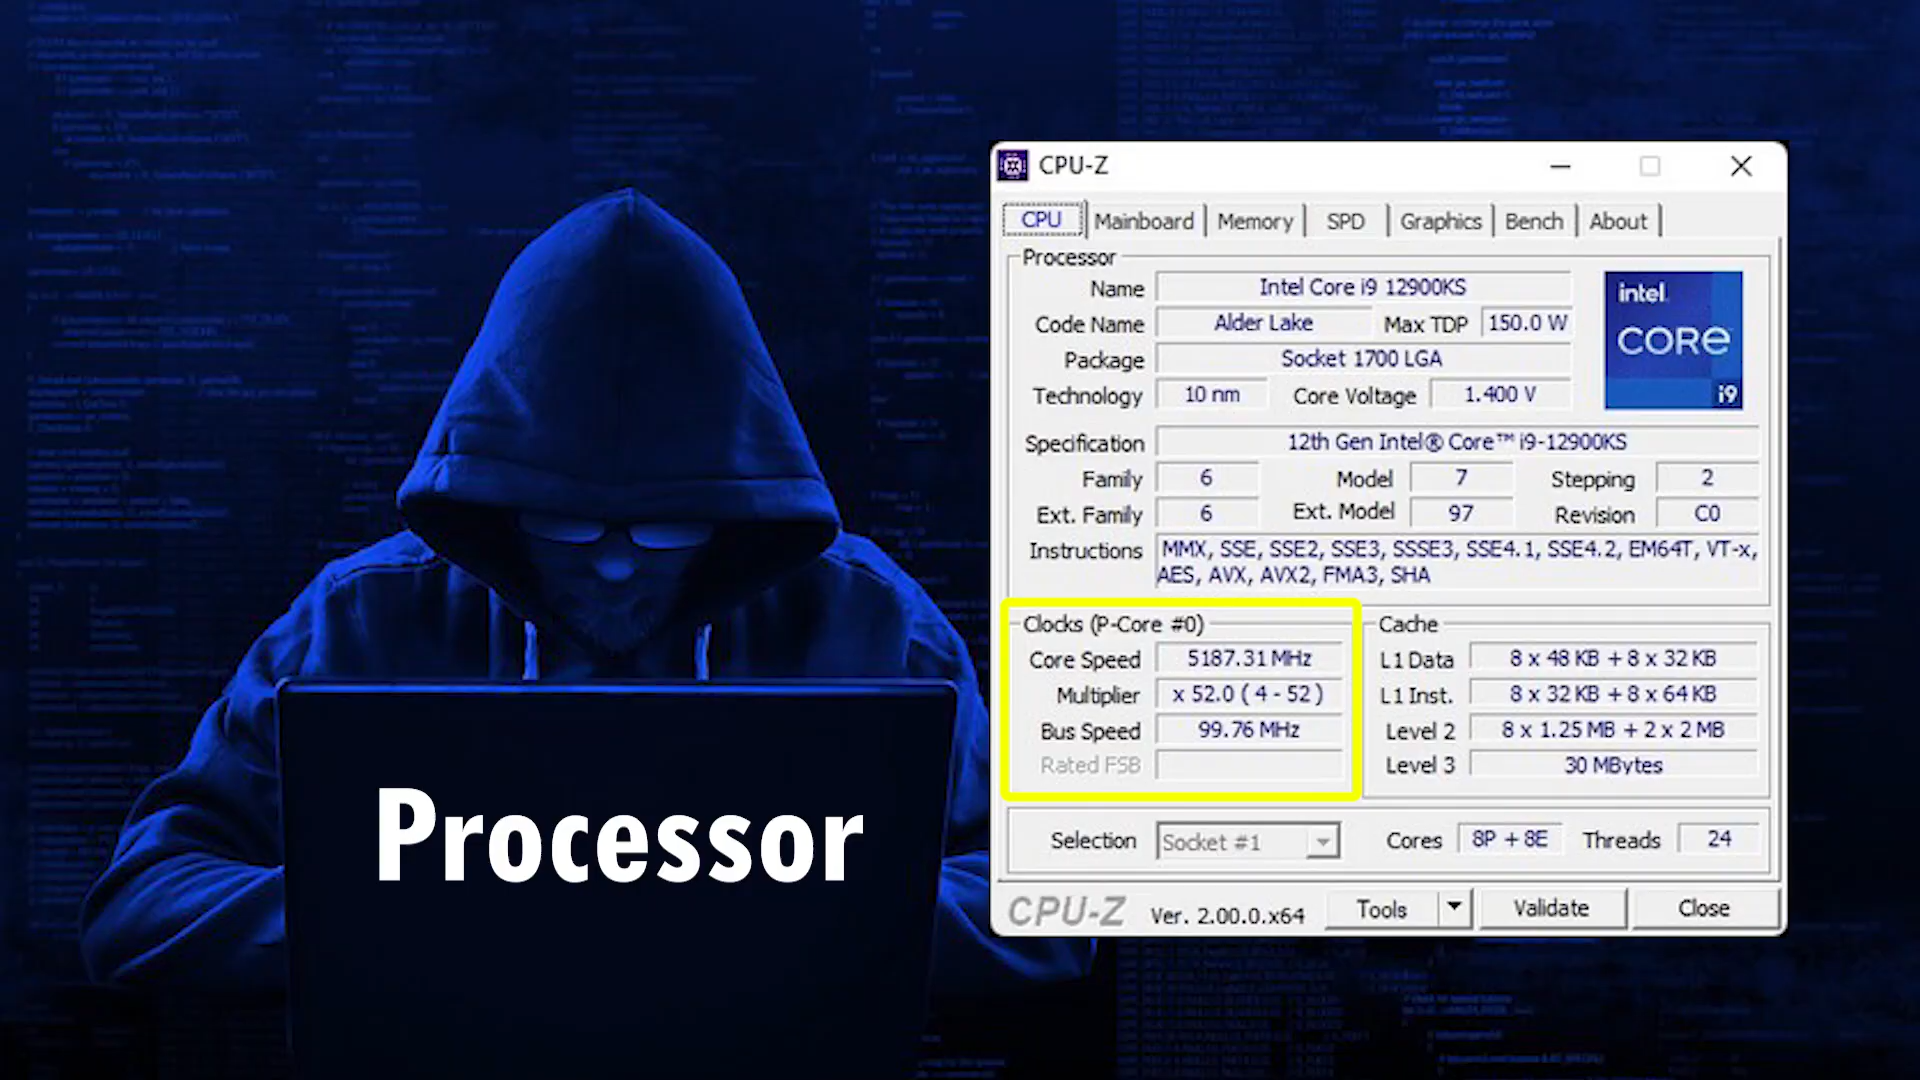 Processor
CPU-Z
CPU Mainboard Memory SPD Graphics Bench About
Processor
Name Intel Core i9 12900KS
Code Name Alder Lake Max TDP 150.0 W
Package Socket 1700 LGA
Technology 10 nm Core Voltage 1.400 V
intel.
CORE
i9
Specification 12th Gen Intel® Core™ i9-12900KS
Family 6 Model 7 Stepping 2
Ext. Family 6 Ext. Model 97 Revision C0
Instructions MMX, SSE, SSE2, SSE3, SSSE3, SSE4.1, SSE4.2, EM64T, VT-x,
AES, AVX, AVX2, FMA3, SHA
Clocks (P-Core #0)
Core Speed 5187.31 MHz
Multiplier x 52.0 ( 4 - 52 )
Bus Speed 99.76 MHz
Rated FSB
Cache
L1 Data 8 x 48 KB + 8 x 32 KB
L1 Inst. 8 x 32 KB + 8 x 64 KB
Level 2 8 x 1.25 MB + 2 x 2 MB
Level 3 30 MBytes
Selection Socket #1 Cores 8P + 8E Threads 24
CPU-Z Ver. 2.00.0.x64 Tools Validate Close